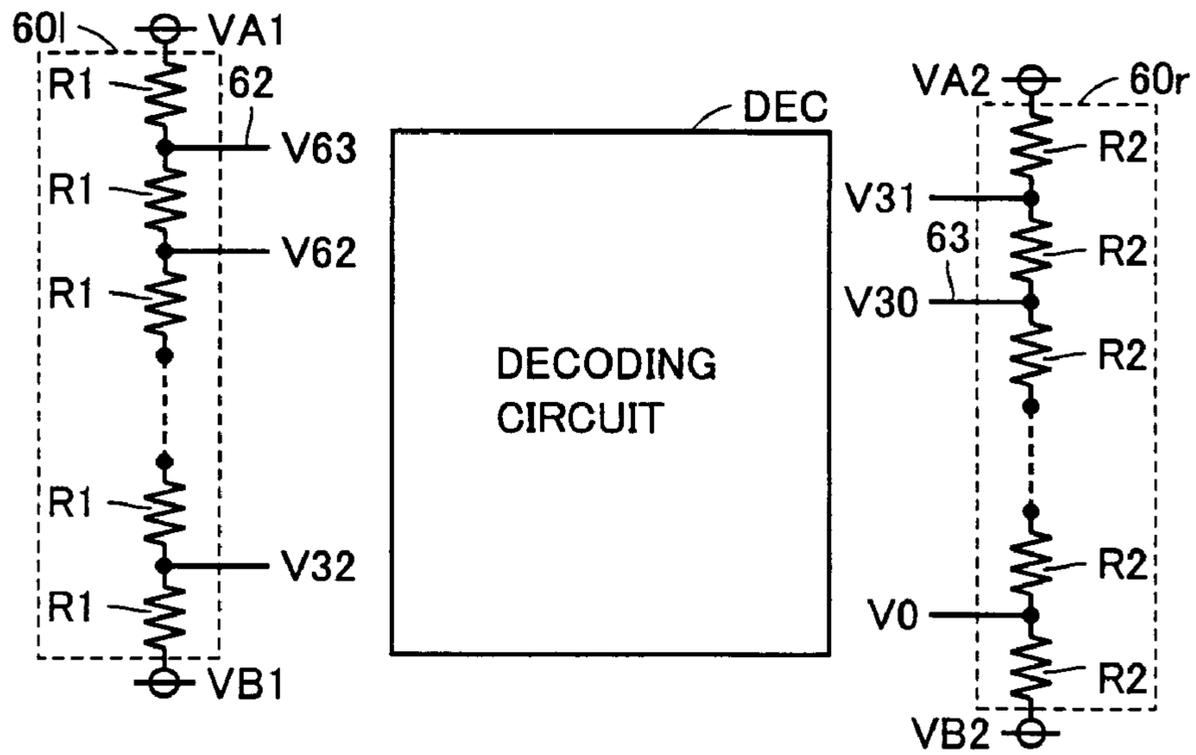 60l
VA1
R1
62
V63
R1
V62
R1
R1
V32
R1
VB1
DEC
DECODING
CIRCUIT
VA2
60r
R2
V31
R2
63
V30
R2
R2
V0
R2
VB2